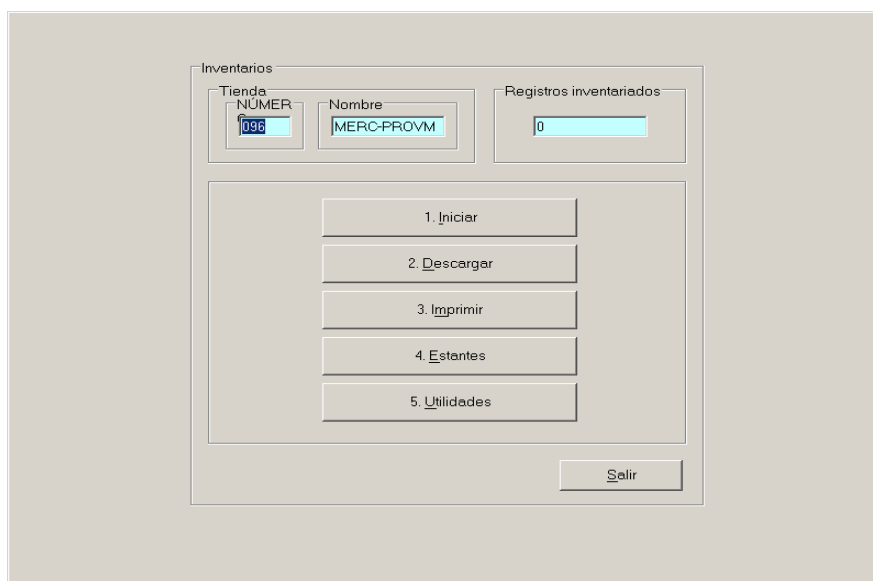 Inventarios
Tienda
NÚMER
096
Nombre
MERC-PROVM
Registros inventariados
0
1. Iniciar
2. Descargar
3. Imprimir
4. Estantes
5. Utilidades
Salir